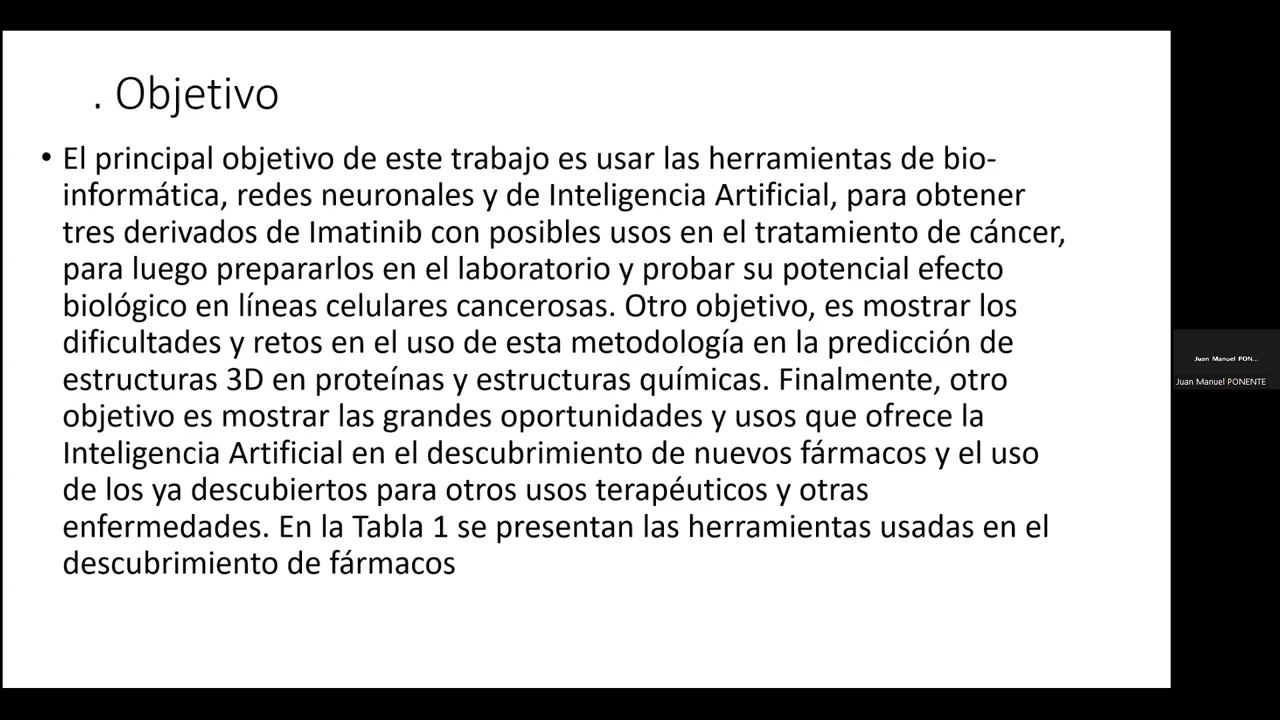 . Objetivo
• El principal objetivo de este trabajo es usar las herramientas de bio-
informática, redes neuronales y de Inteligencia Artificial, para obtener
tres derivados de Imatinib con posibles usos en el tratamiento de cáncer,
para luego prepararlos en el laboratorio y probar su potencial efecto
biológico en líneas celulares cancerosas. Otro objetivo, es mostrar los
dificultades y retos en el uso de esta metodología en la predicción de
estructuras 3D en proteínas y estructuras químicas. Finalmente, otro
objetivo es mostrar las grandes oportunidades y usos que ofrece la
Inteligencia Artificial en el descubrimiento de nuevos fármacos y el uso
de los ya descubiertos para otros usos terapéuticos y otras
enfermedades. En la Tabla 1 se presentan las herramientas usadas en el
descubrimiento de fármacos
Juan Manuel PON...
Juan Manuel PONENTE